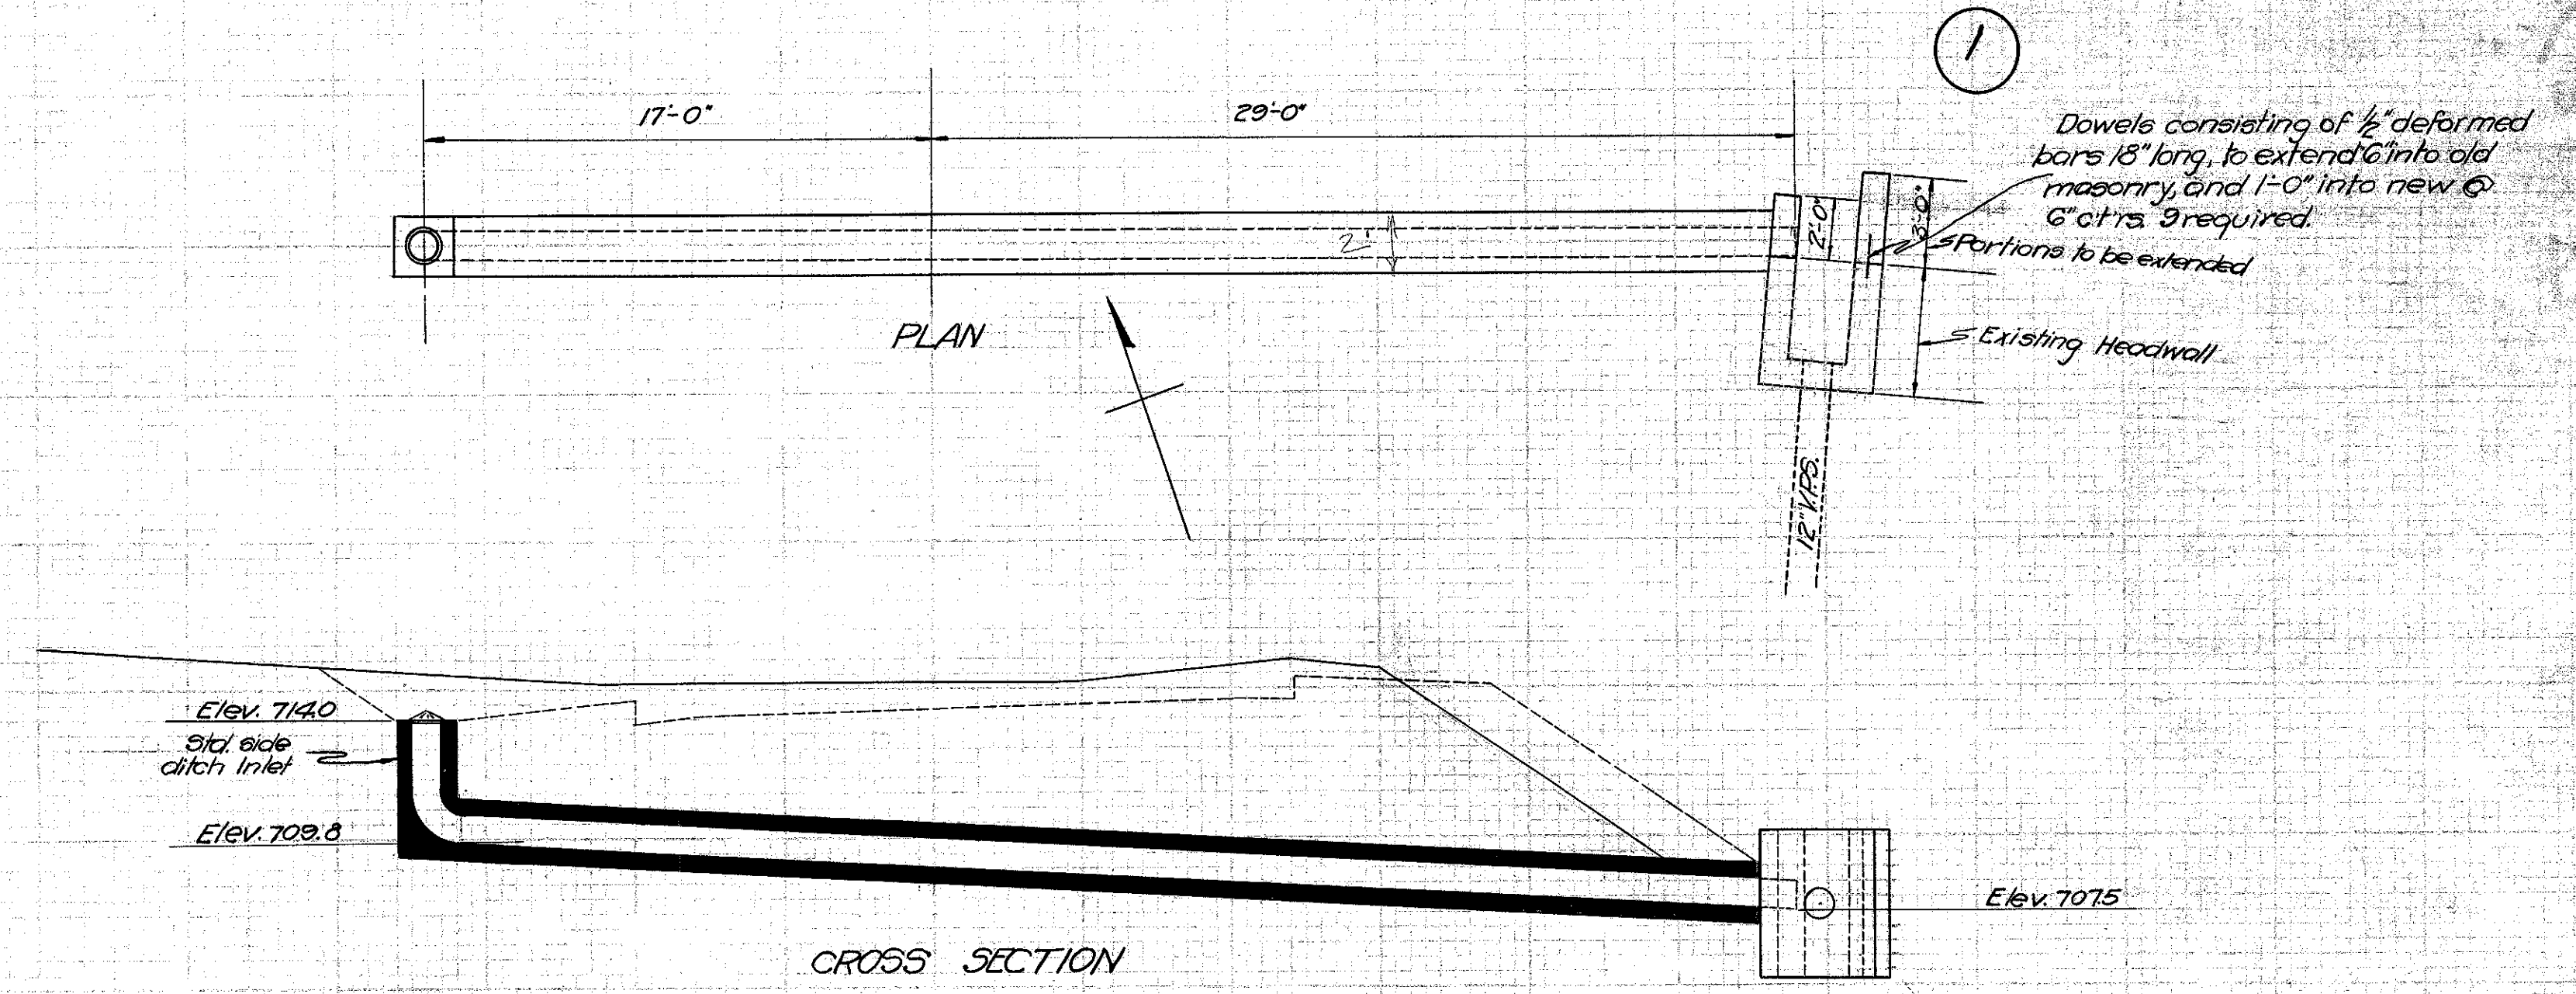 1
17'-0"
29'-0"
Dowels consisting of ½" deformed
bars 18" long, to extend 6" into old
masonry, and 1'-0" into new @
6" ctrs. 9 required.
2'
2'-0"
3'-0"
Portions to be extended
PLAN
Existing Headwall
12" V.P.S.
Elev. 714.0
Std. side
ditch Inlet
Elev. 709.8
Elev. 707.5
CROSS SECTION